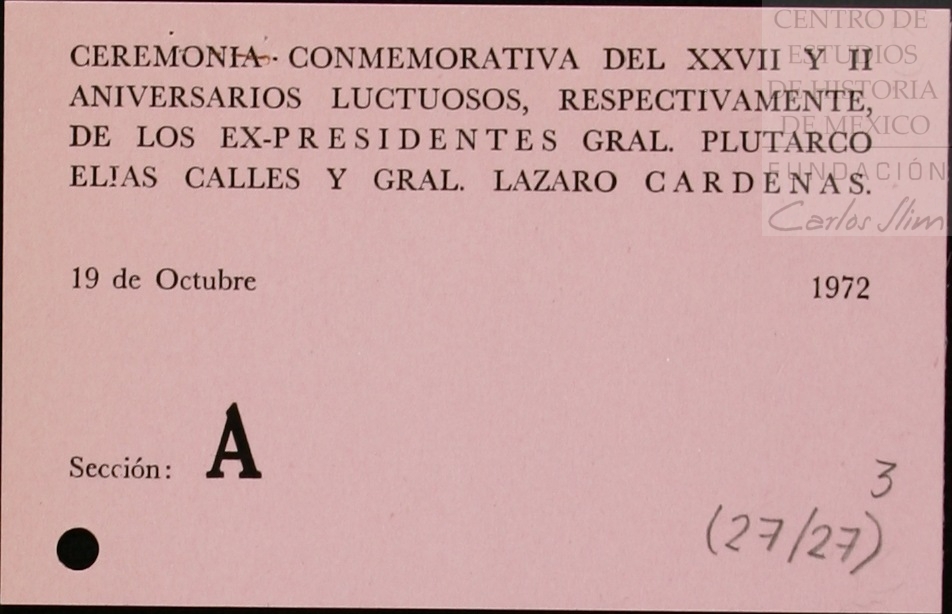 CENTRO DE
ESTUDIOS
DE HISTORIA
DE MEXICO
FUNDACIÓN
Carlos Slim
CEREMONIA CONMEMORATIVA DEL XXVII Y II
ANIVERSARIOS LUCTUOSOS, RESPECTIVAMENTE,
DE LOS EX-PRESIDENTES GRAL. PLUTARCO
ELIAS CALLES Y GRAL. LAZARO CARDENAS.
19 de Octubre 1972
Sección: A
3
(27/27)